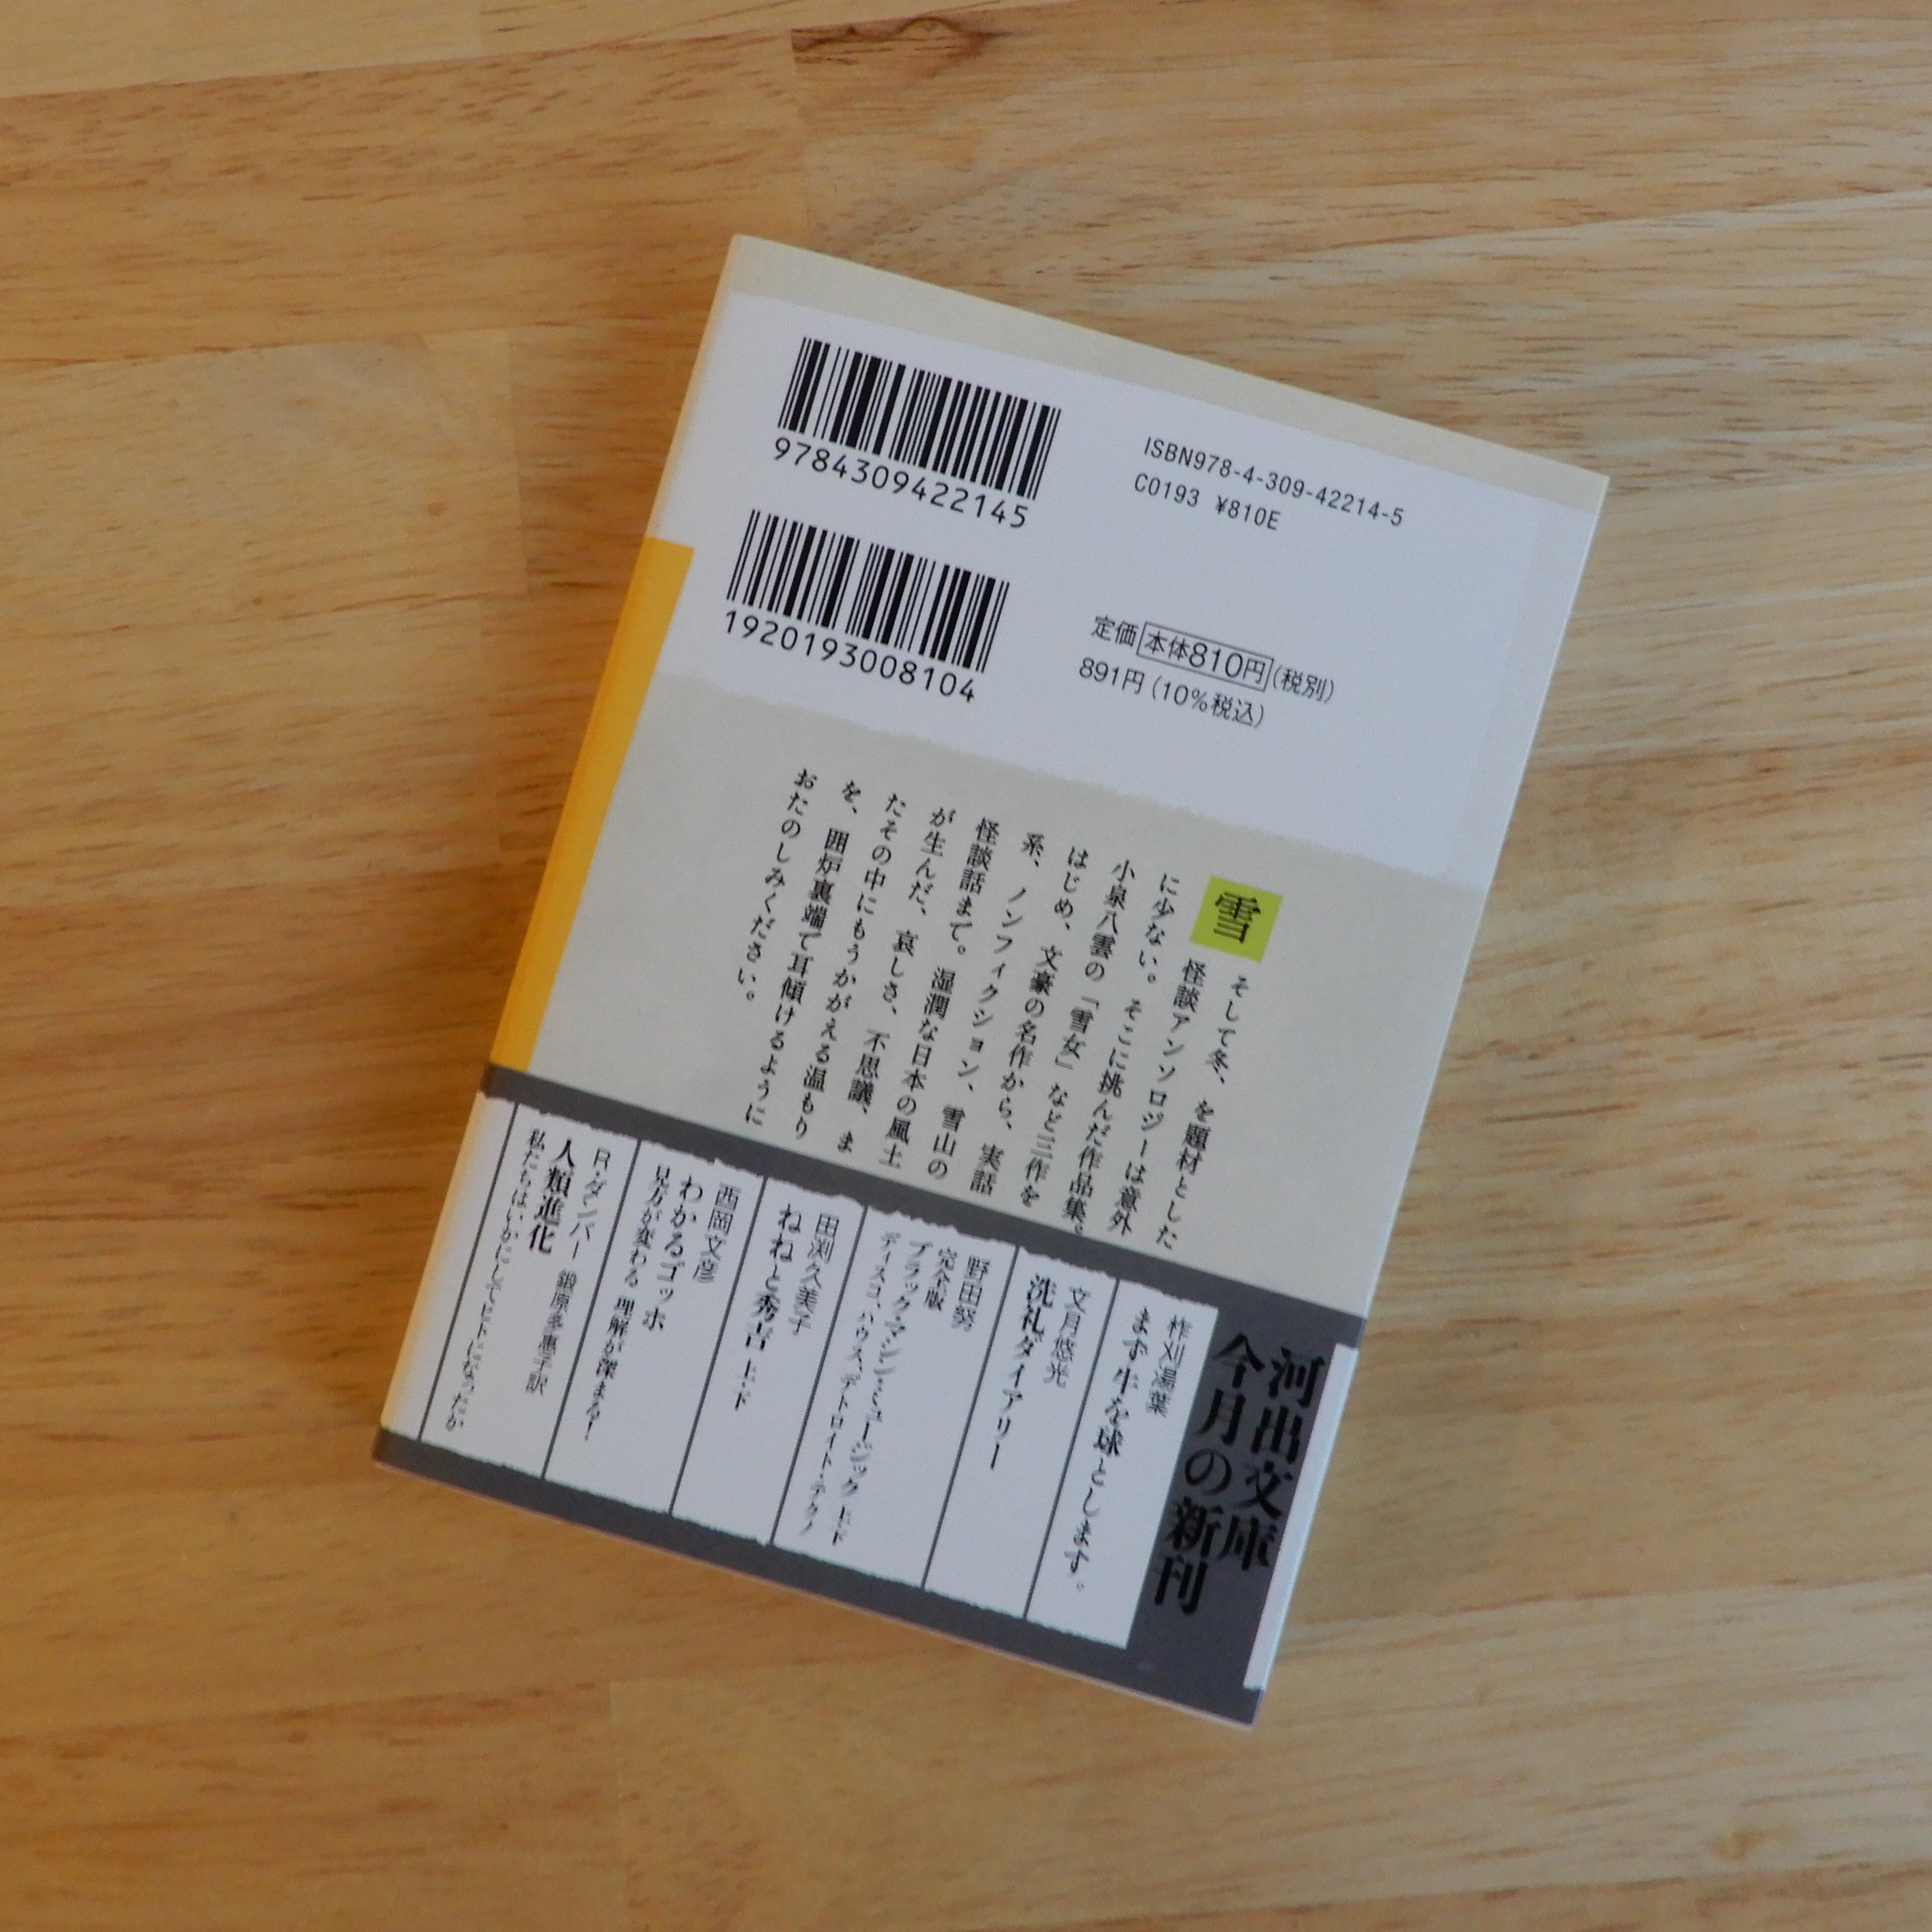 9784309422145
ISBN978-4-309-42214-5
C0193 ¥810E
1920193008104
定価 本体810円 (税別)
891円 (10%税込)
雪
そして冬、　を題材とした
怪談アンソロジーは意外
に少ない。そこに挑んだ作品集。
小泉八雲の「雪女」など三作を
はじめ、文豪の名作から、実話
系、ノンフィクション、雪山の
怪談話まで。湿潤な日本の風土
が生んだ、哀しさ、不思議、ま
たその中にもうかがえる温もり
を、囲炉裏端で耳傾けるように
おたのしみください。
河出文庫
今月の新刊
柞刈湯葉
まず牛を球とします。
文月悠光
洗礼ダイアリー
野田努
完全版
ブラック・マシン・ミュージック 上・下
ディスコ、ハウス、デトロイト・テクノ
田渕久美子
ねねと秀吉 上・下
西岡文彦
わかるゴッホ
見方が変わる 理解が深まる!
R・ダンバー 鍛原多惠子訳
人類進化
私たちはいかにしてヒトになったか